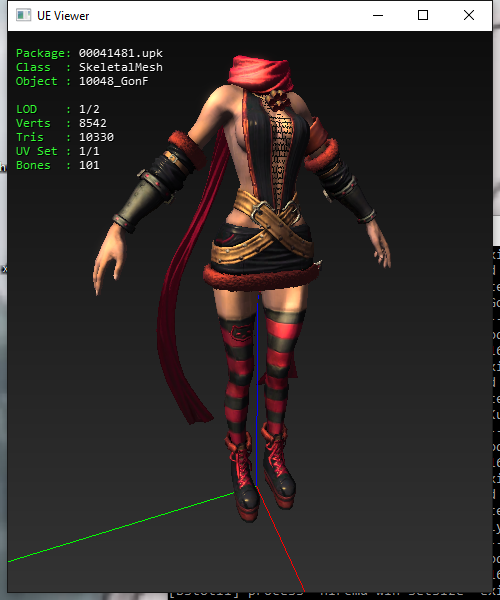 UE Viewer
Package: 00041481.upk
Class : SkeletalMesh
Object : 10048_GonF
LOD : 1/2
Verts : 8542
Tris : 10330
UV Set : 1/1
Bones : 101